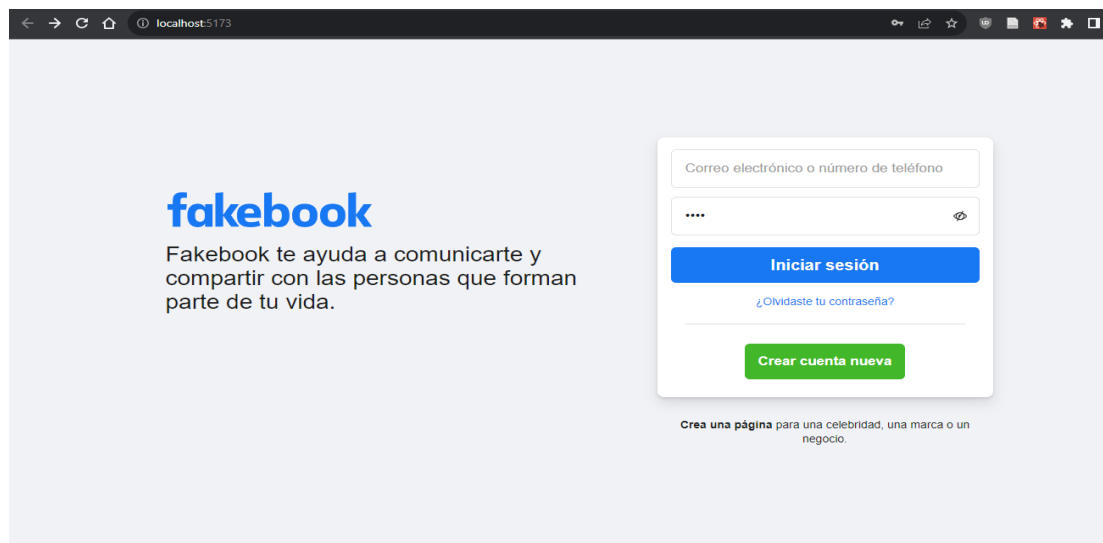 localhost:5173
fakebook
Fakebook te ayuda a comunicarte y
compartir con las personas que forman
parte de tu vida.
Correo electrónico o número de teléfono
••••
Iniciar sesión
¿Olvidaste tu contraseña?
Crear cuenta nueva
Crea una página para una celebridad, una marca o un
negocio.